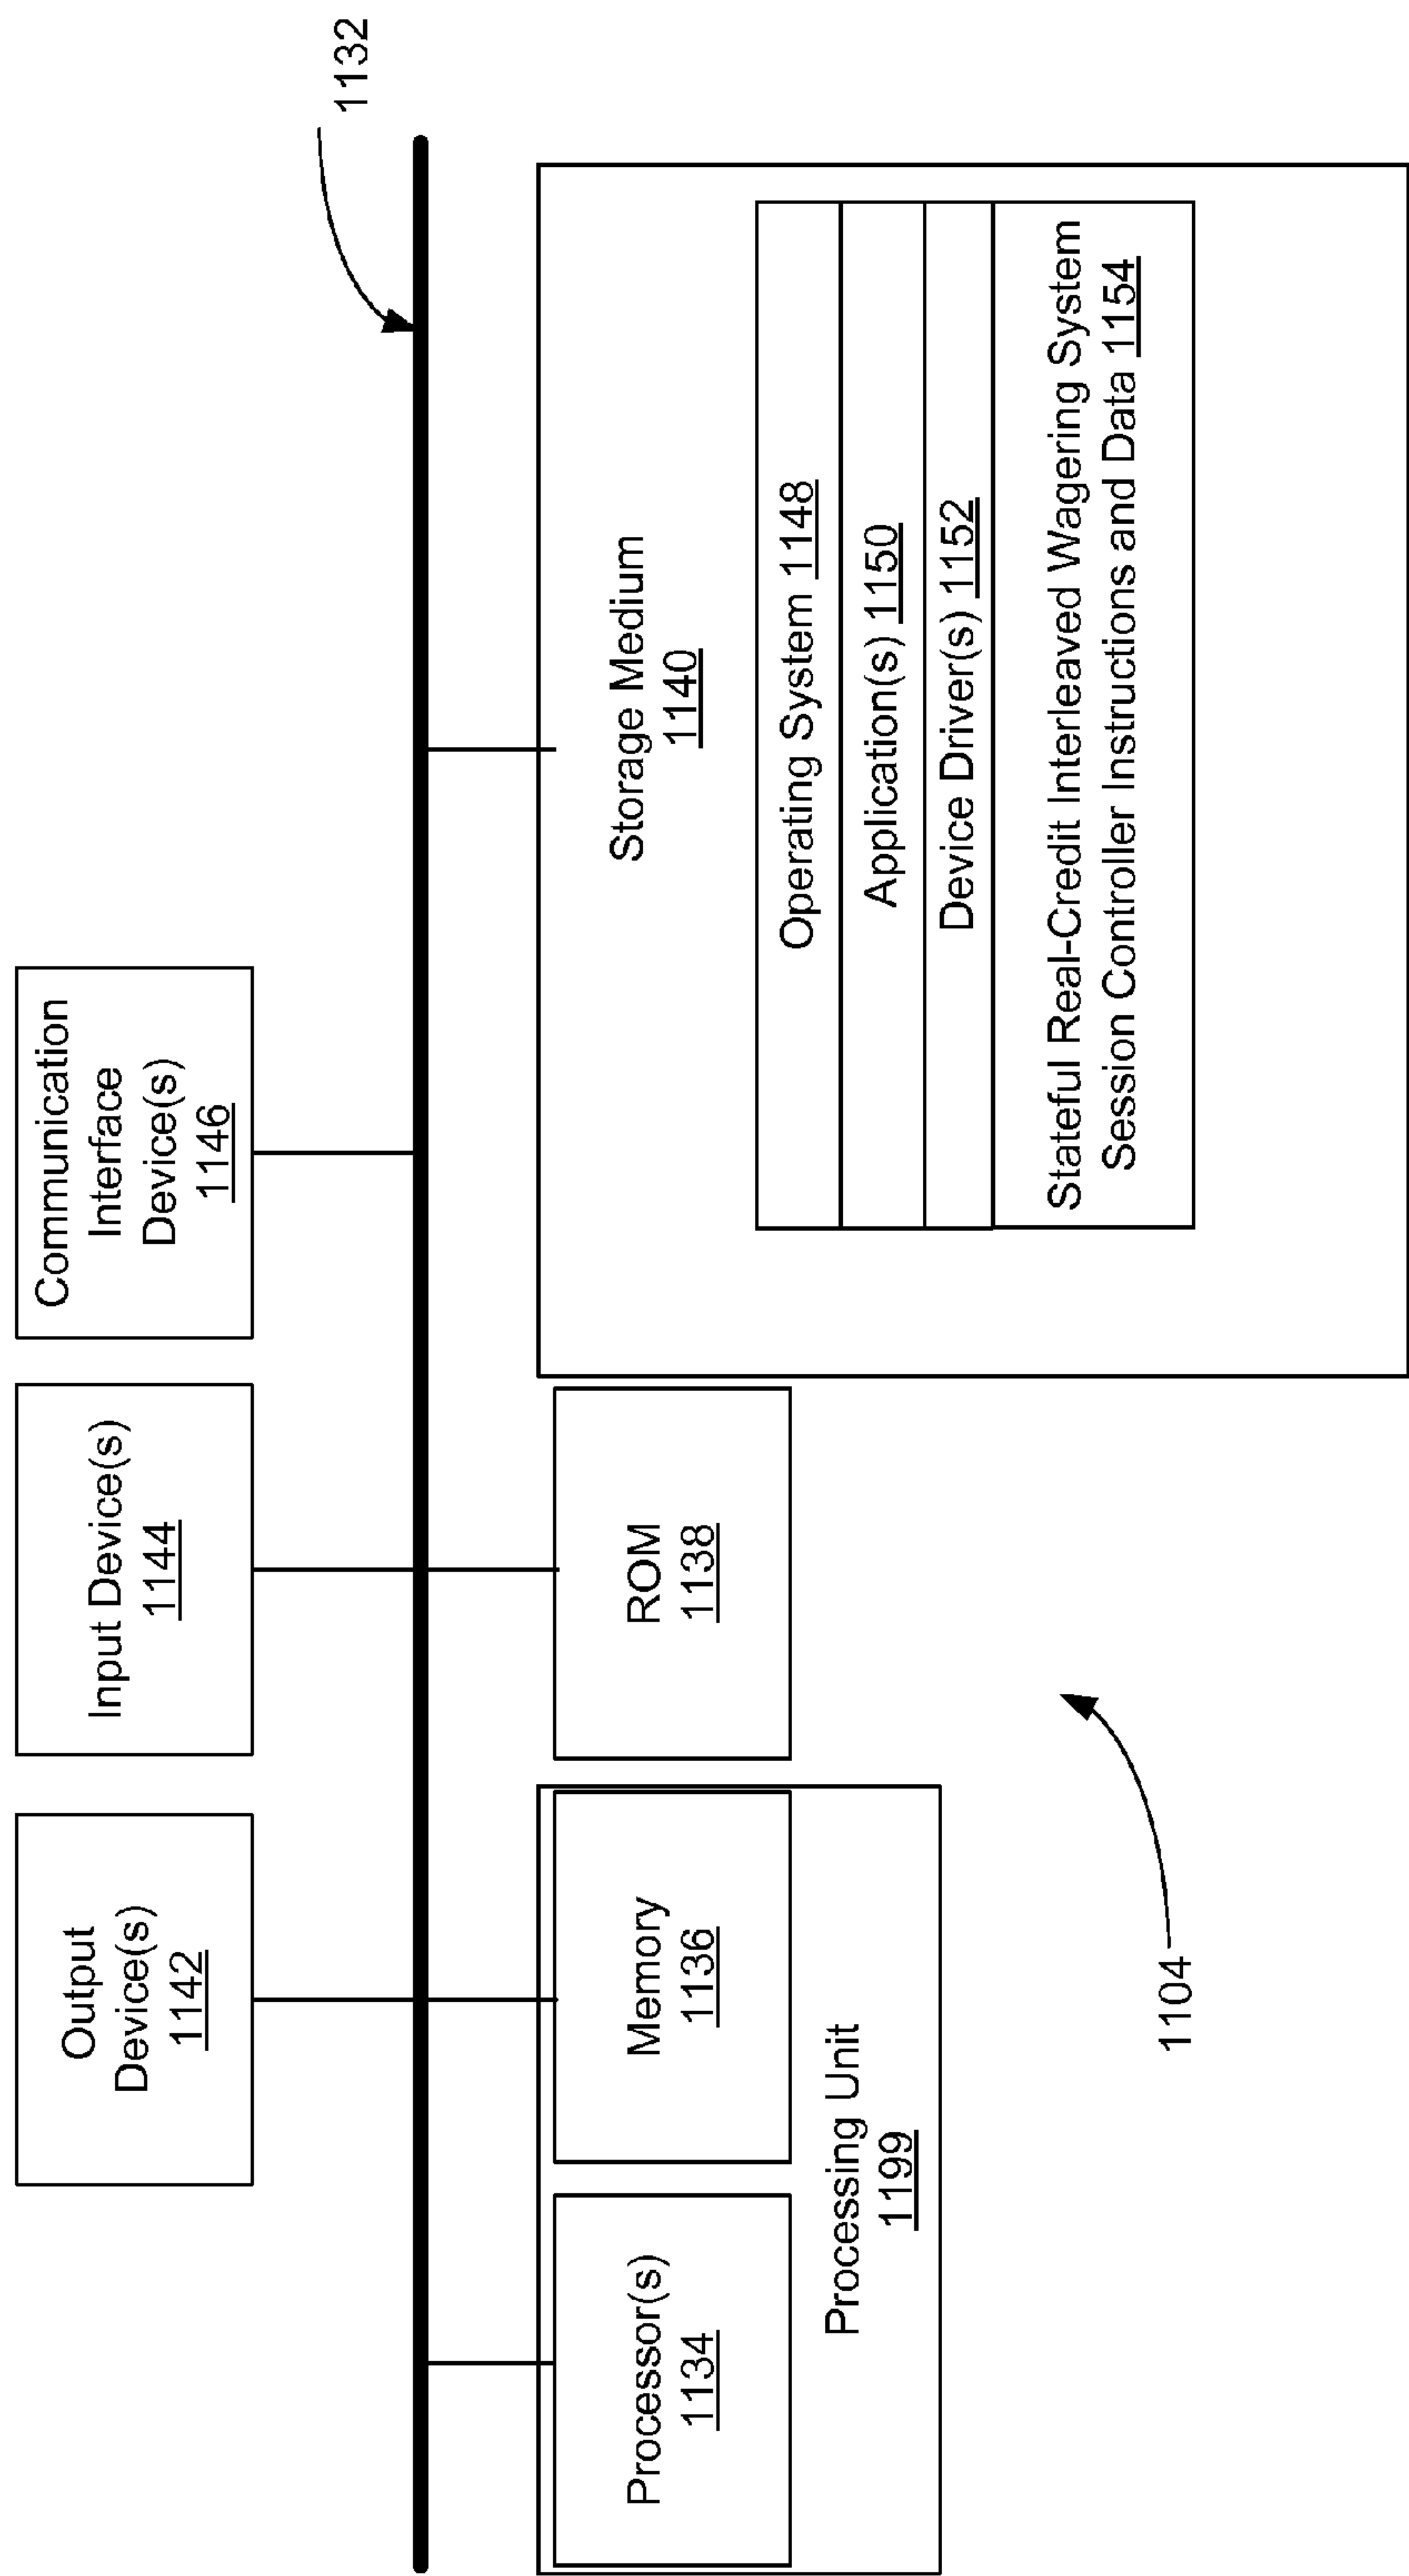 Output
Device(s)
1142
Input Device(s)
1144
Communication
Interface
Device(s)
1146
1132
Processor(s)
1134
Memory
1136
Processing Unit
1199
ROM
1138
Storage Medium
1140
Operating System 1148
Application(s) 1150
Device Driver(s) 1152
Stateful Real-Credit Interleaved Wagering System
Session Controller Instructions and Data 1154
1104